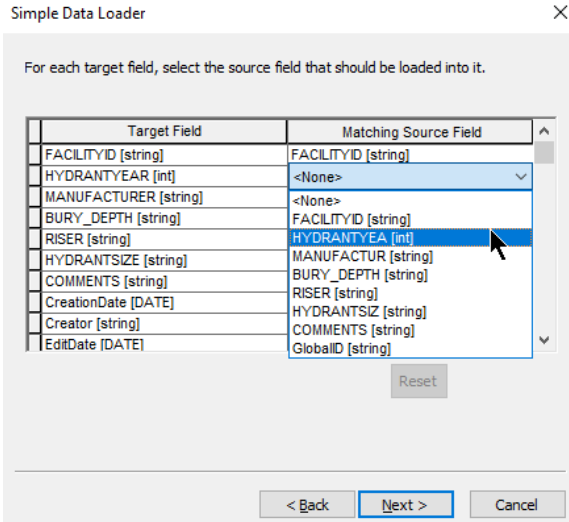 Simple Data Loader
For each target field, select the source field that should be loaded into it.
Target Field Matching Source Field
FACILITYID [string] FACILITYID [string]
HYDRANTYEAR [int] <None>
MANUFACTURER [string] <None>
BURY_DEPTH [string] FACILITYID [string]
RISER [string] HYDRANTYEA [int]
HYDRANTSIZE [string] MANUFACTUR [string]
COMMENTS [string] BURY_DEPTH [string]
CreationDate [DATE] RISER [string]
Creator [string] HYDRANTSIZ [string]
EditDate [DATE] COMMENTS [string]
GlobalID [string]
Reset
< Back Next > Cancel